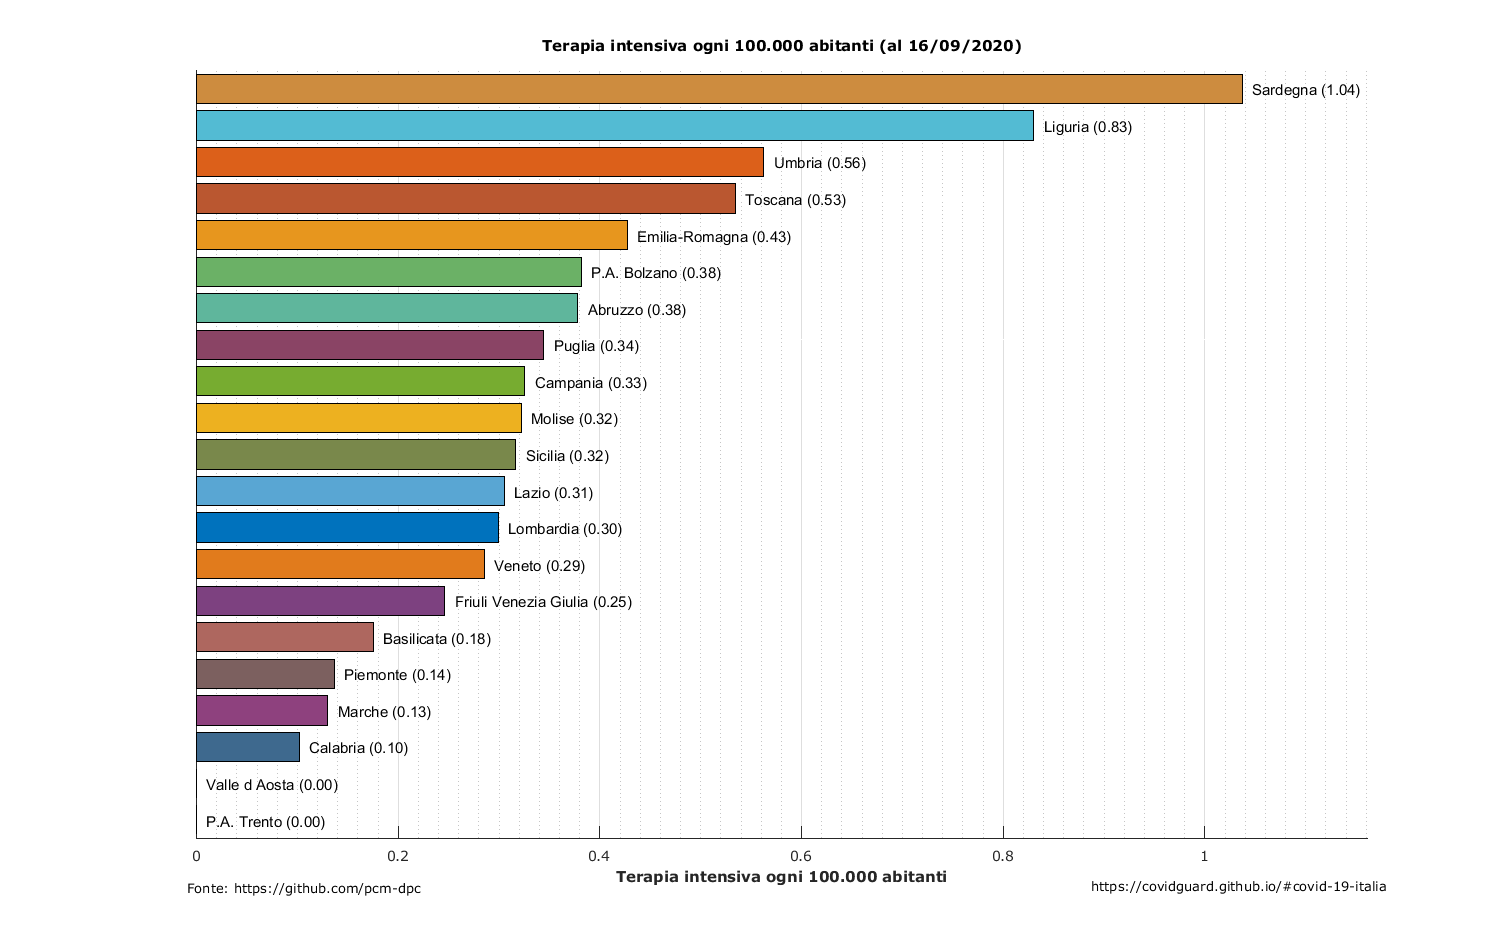 Terapia intensiva ogni 100.000 abitanti (al 16/09/2020)
Sardegna (1.04)
Liguria (0.83)
Umbria (0.56)
Toscana (0.53)
Emilia-Romagna (0.43)
P.A. Bolzano (0.38)
Abruzzo (0.38)
Puglia (0.34)
Campania (0.33)
Molise (0.32)
Sicilia (0.32)
Lazio (0.31)
Lombardia (0.30)
Veneto (0.29)
Friuli Venezia Giulia (0.25)
Basilicata (0.18)
Piemonte (0.14)
Marche (0.13)
Calabria (0.10)
Valle d Aosta (0.00)
P.A. Trento (0.00)
0 0.2 0.4 0.6 0.8 1
Terapia intensiva ogni 100.000 abitanti
Fonte: https://github.com/pcm-dpc
https://covidguard.github.io/#covid-19-italia